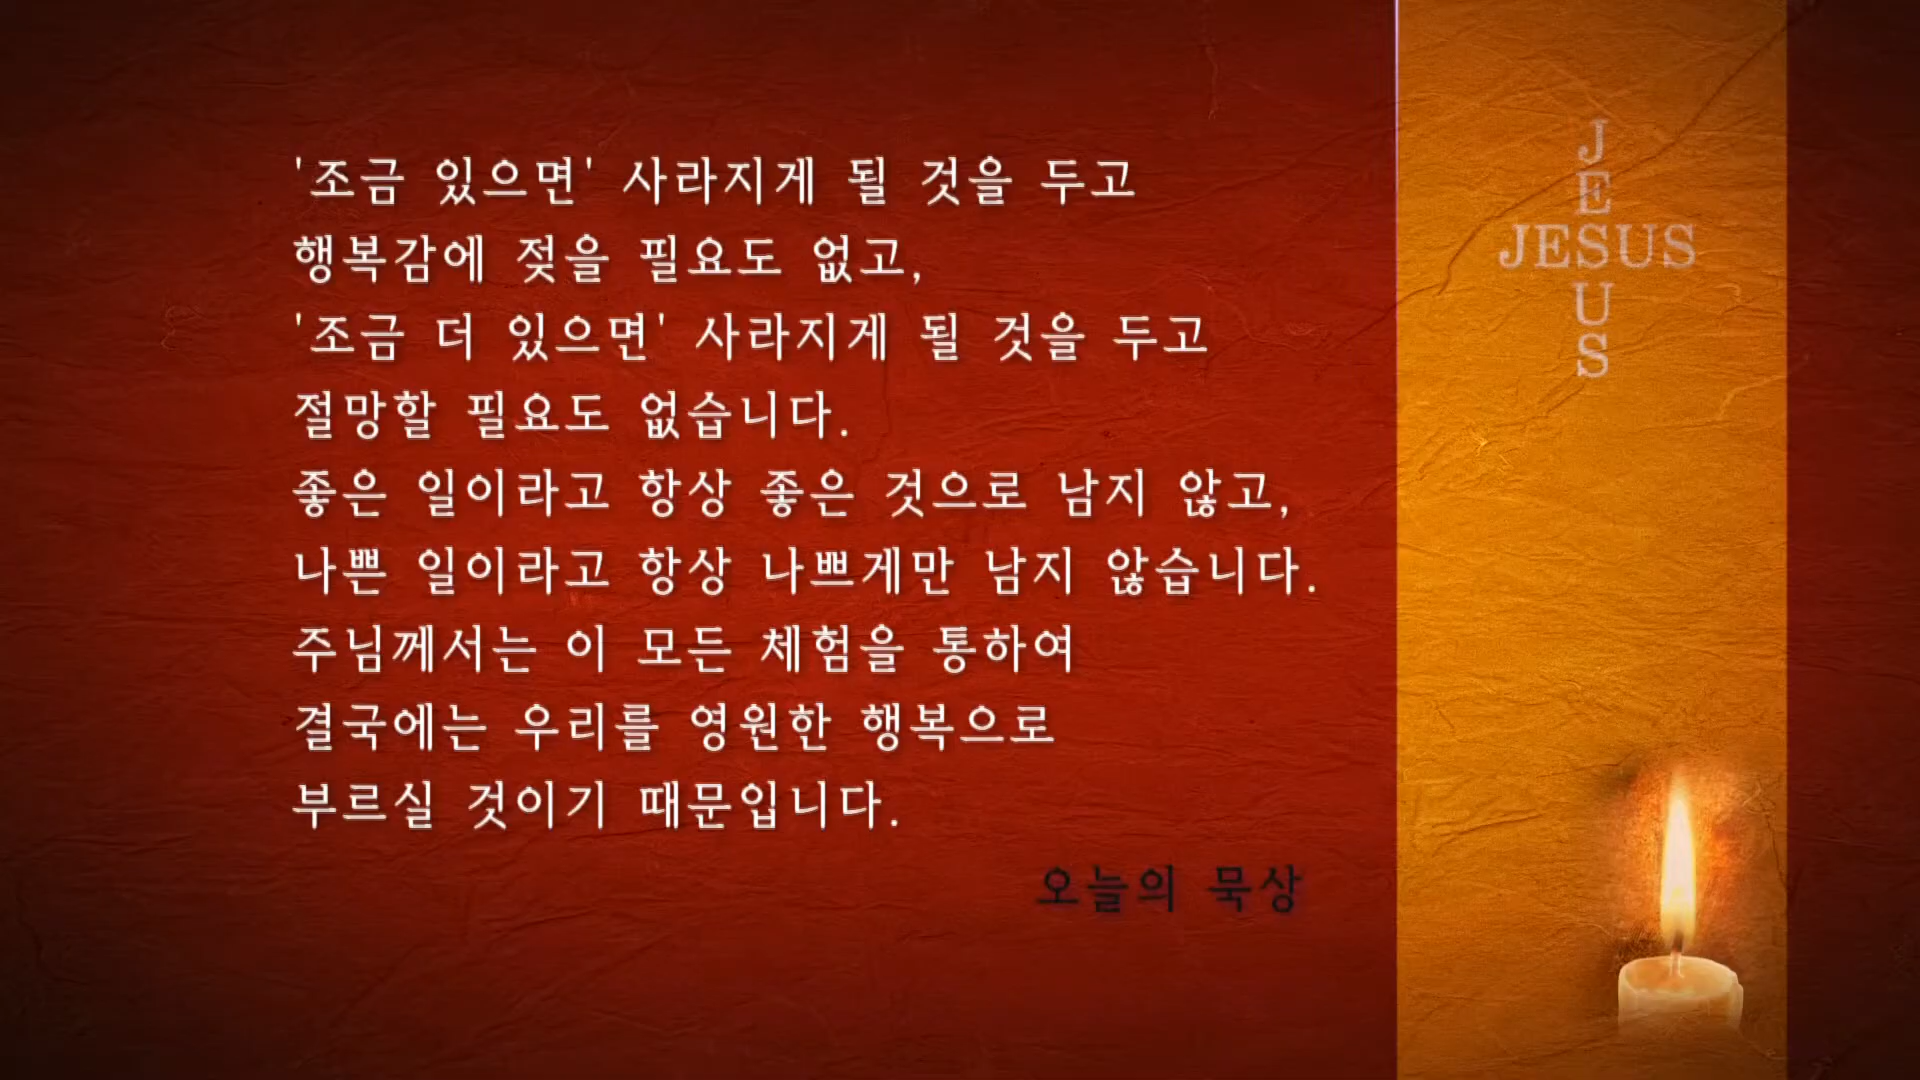 '조금 있으면' 사라지게 될 것을 두고
행복감에 젖을 필요도 없고,
'조금 더 있으면' 사라지게 될 것을 두고
절망할 필요도 없습니다.
좋은 일이라고 항상 좋은 것으로 남지 않고,
나쁜 일이라고 항상 나쁘게만 남지 않습니다.
주님께서는 이 모든 체험을 통하여
결국에는 우리를 영원한 행복으로
부르실 것이기 때문입니다.
오늘의 묵상
J
E
JESUS
U
S